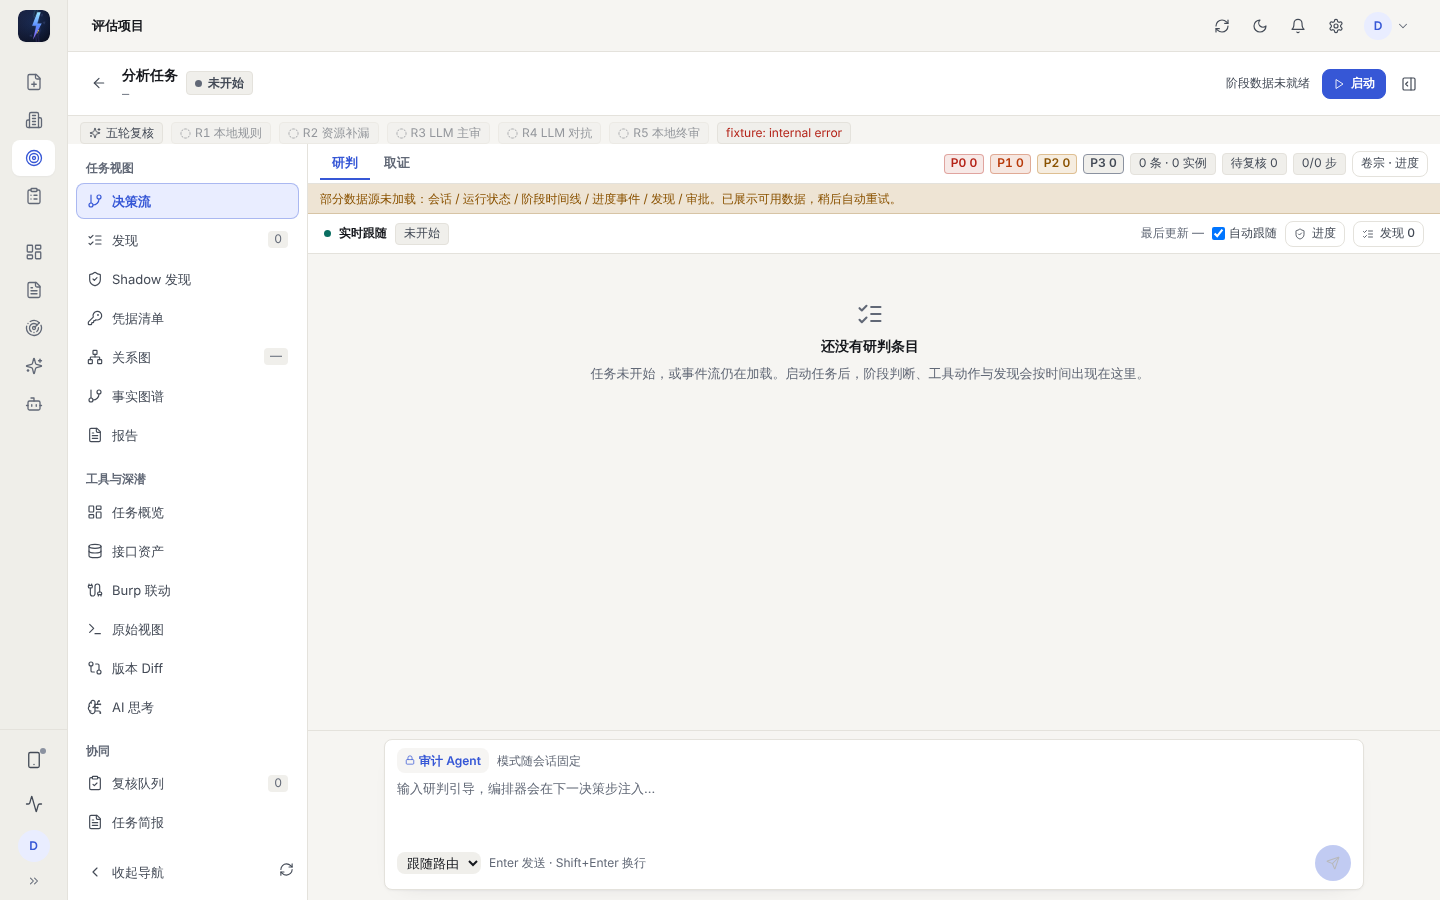 评估项目
D
分析任务
—
未开始
阶段数据未就绪
启动
五轮复核
R1 本地规则
R2 资源补漏
R3 LLM 主审
R4 LLM 对抗
R5 本地终审
fixture: internal error
任务视图
决策流
发现
0
Shadow 发现
凭据清单
关系图
—
事实图谱
报告
工具与深潜
任务概览
接口资产
Burp 联动
原始视图
版本 Diff
AI 思考
协同
复核队列
0
任务简报
收起导航
D
研判
取证
P0 0
P1 0
P2 0
P3 0
0 条 · 0 实例
待复核 0
0/0 步
卷宗 · 进度
部分数据源未加载：会话 / 运行状态 / 阶段时间线 / 进度事件 / 发现 / 审批。已展示可用数据，稍后自动重试。
实时跟随
未开始
最后更新 —
自动跟随
进度
发现 0
还没有研判条目
任务未开始，或事件流仍在加载。启动任务后，阶段判断、工具动作与发现会按时间出现在这里。
审计 Agent
模式随会话固定
输入研判引导，编排器会在下一决策步注入...
跟随路由
Enter 发送 · Shift+Enter 换行